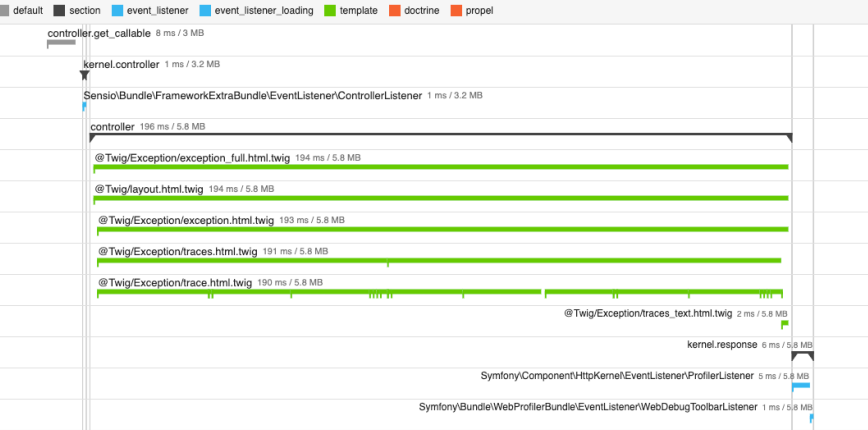 default section event_listener event_listener_loading template doctrine propel
controller.get_callable 8 ms / 3 MB
kernel.controller 1 ms / 3.2 MB
Sensio\Bundle\FrameworkExtraBundle\EventListener\ControllerListener 1 ms / 3.2 MB
controller 196 ms / 5.8 MB
@Twig/Exception/exception_full.html.twig 194 ms / 5.8 MB
@Twig/layout.html.twig 194 ms / 5.8 MB
@Twig/Exception/exception.html.twig 193 ms / 5.8 MB
@Twig/Exception/traces.html.twig 191 ms / 5.8 MB
@Twig/Exception/trace.html.twig 190 ms / 5.8 MB
@Twig/Exception/traces_text.html.twig 2 ms / 5.8 MB
kernel.response 6 ms / 5.8 MB
Symfony\Component\HttpKernel\EventListener\ProfilerListener 5 ms / 5.8 MB
Symfony\Bundle\WebProfilerBundle\EventListener\WebDebugToolbarListener 1 ms / 5.8 MB